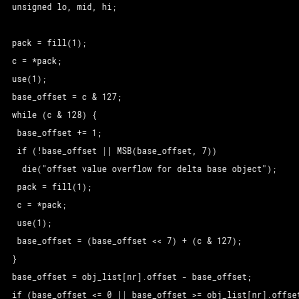 unsigned lo, mid, hi;
pack = fill(1);
c = *pack;
use(1);
base_offset = c & 127;
while (c & 128) {
base_offset += 1;
if (!base_offset || MSB(base_offset, 7))
die("offset value overflow for delta base object");
pack = fill(1);
c = *pack;
use(1);
base_offset = (base_offset << 7) + (c & 127);
}
base_offset = obj_list[nr].offset - base_offset;
if (base_offset <= 0 || base_offset >= obj_list[nr].offset